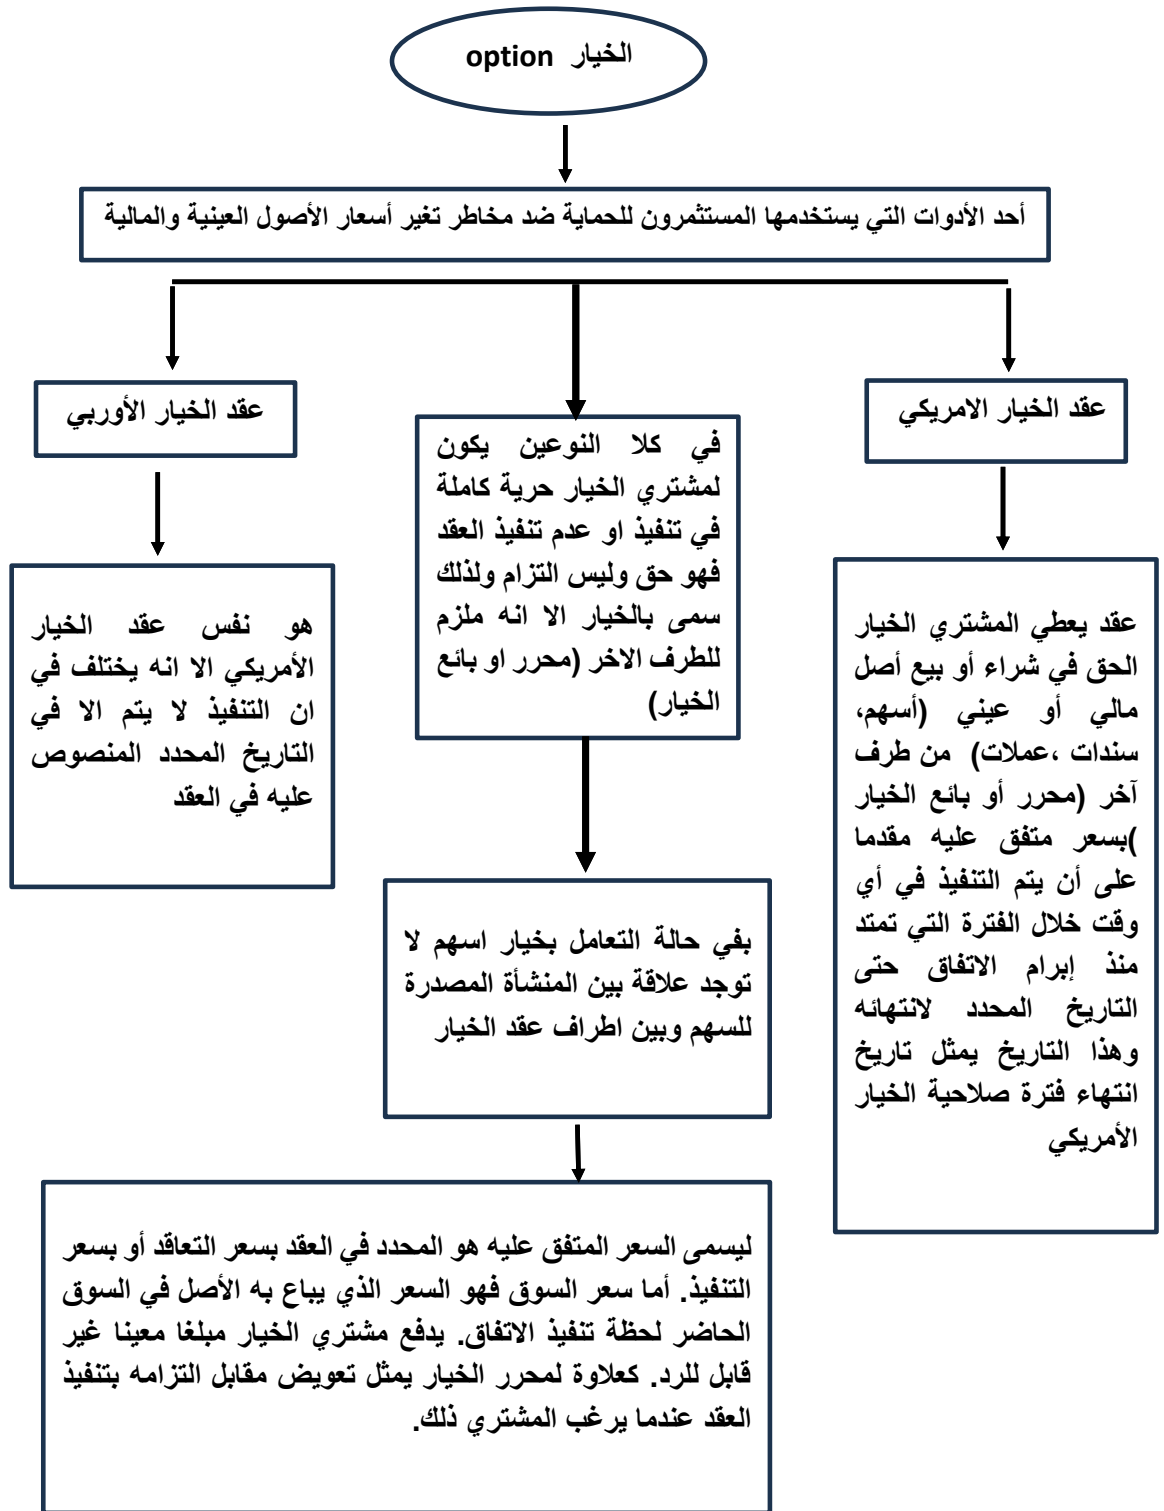 الخيار option
أحد الأدوات التي يستخدمها المستثمرون للحماية ضد مخاطر تغير أسعار الأصول العينية والمالية
عقد الخيار الامريكي
عقد يعطي المشتري الخيار
الحق في شراء أو بيع أصل
مالي أو عيني (أسهم،
سندات ،عملات) من طرف
آخر (محرر أو بائع الخيار
)بسعر متفق عليه مقدما
على أن يتم التنفيذ في أي
وقت خلال الفترة التي تمتد
منذ إبرام الاتفاق حتى
التاريخ المحدد لانتهائه
وهذا التاريخ يمثل تاريخ
انتهاء فترة صلاحية الخيار
الأمريكي
في كلا النوعين يكون
لمشتري الخيار حرية كاملة
في تنفيذ او عدم تنفيذ العقد
فهو حق وليس التزام ولذلك
سمى بالخيار الا انه ملزم
للطرف الاخر (محرر او بائع
الخيار)
بفي حالة التعامل بخيار اسهم لا
توجد علاقة بين المنشأة المصدرة
للسهم وبين اطراف عقد الخيار
ليسمى السعر المتفق عليه هو المحدد في العقد بسعر التعاقد أو بسعر
التنفيذ. أما سعر السوق فهو السعر الذي يباع به الأصل في السوق
الحاضر لحظة تنفيذ الاتفاق. يدفع مشتري الخيار مبلغا معينا غير
قابل للرد. كعلاوة لمحرر الخيار يمثل تعويض مقابل التزامه بتنفيذ
العقد عندما يرغب المشتري ذلك.
عقد الخيار الأوربي
هو نفس عقد الخيار
الأمريكي الا انه يختلف في
ان التنفيذ لا يتم الا في
التاريخ المحدد المنصوص
عليه في العقد